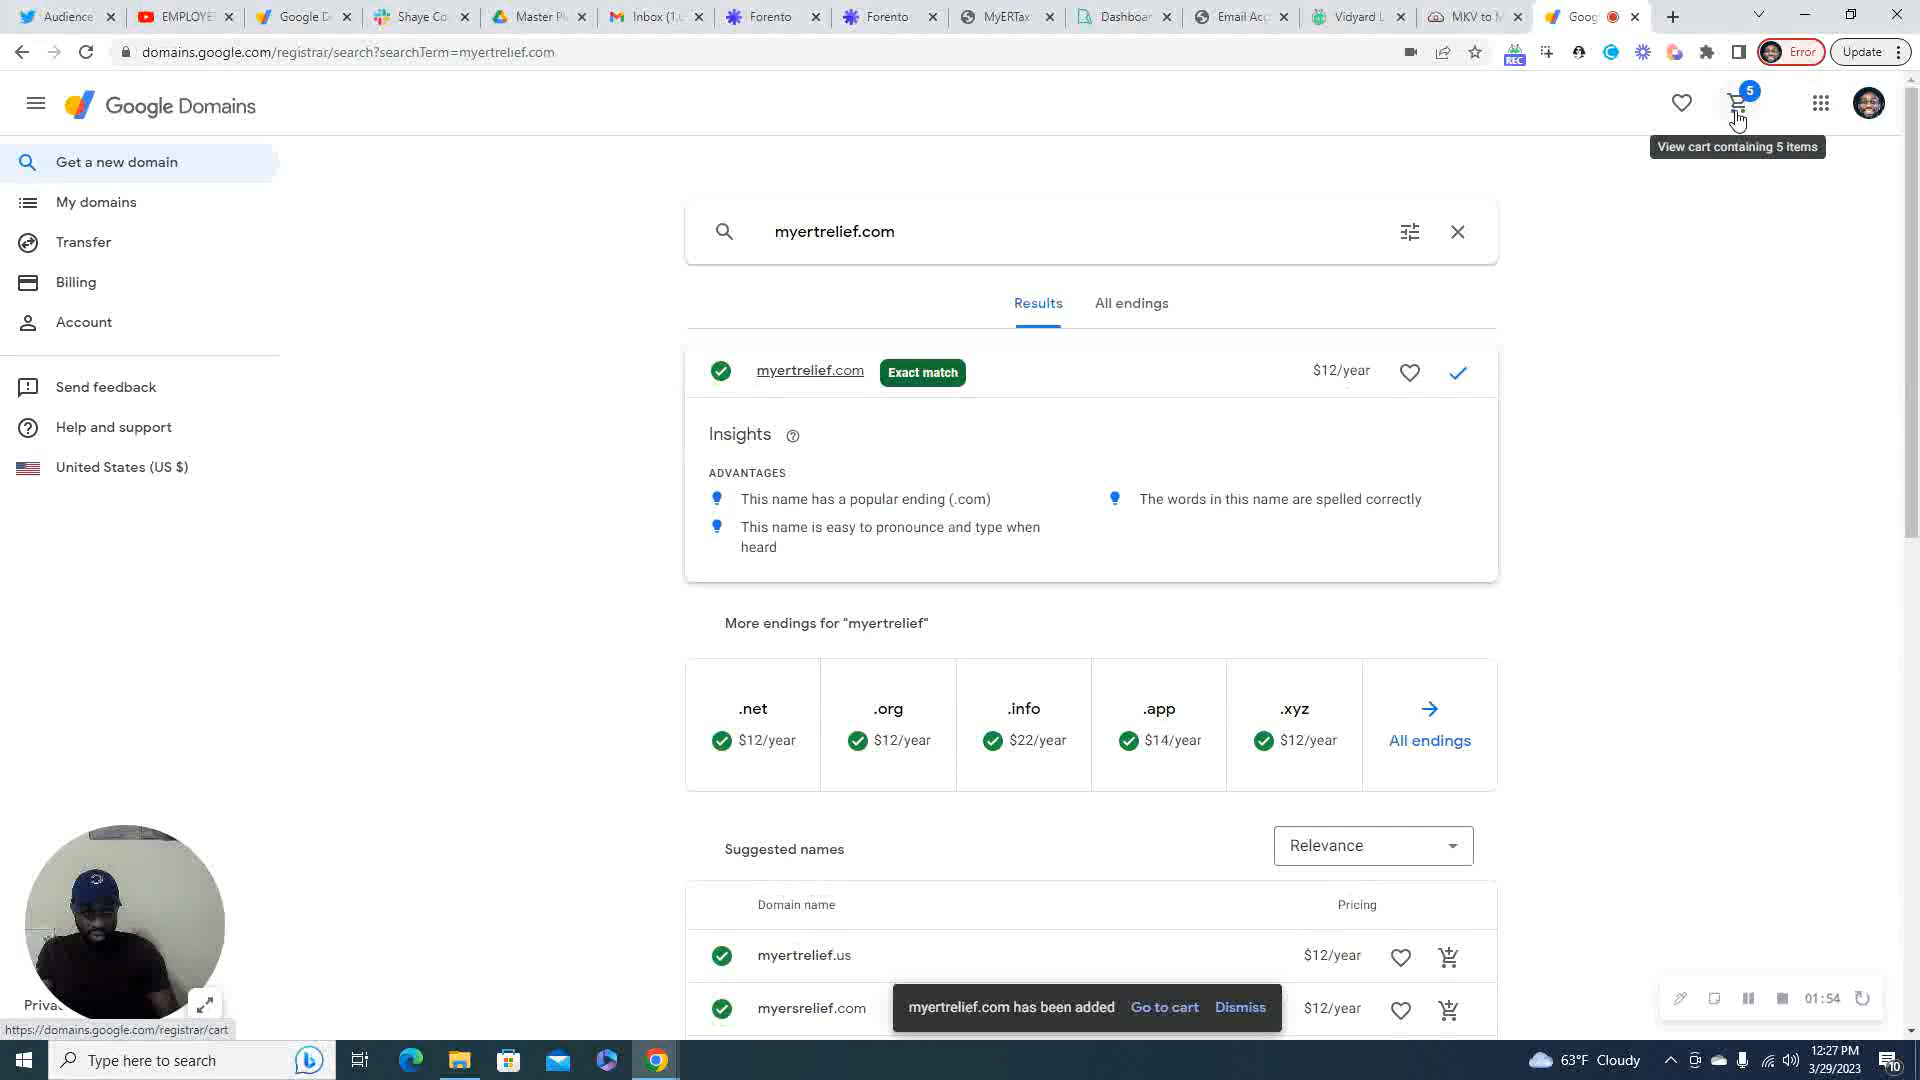 Audience
EMPLOYE
Google D
Shaye Co
Master Pl
Inbox (1,
Forento
Forento
MyERTax
Dashboar
Email Acc
Vidyard L
MKV to M
Goog
domains.google.com/registrar/search?searchTerm=myertrelief.com
REC
Error
Update
Google Domains
5
View cart containing 5 items
Get a new domain
My domains
Transfer
Billing
Account
Send feedback
Help and support
United States (US $)
myertrelief.com
Results
All endings
myertrelief.com
Exact match
$12/year
Insights
ADVANTAGES
This name has a popular ending (.com)
The words in this name are spelled correctly
This name is easy to pronounce and type when
heard
More endings for "myertrelief"
.net
.org
.info
.app
.xyz
$12/year
$12/year
$22/year
$14/year
$12/year
All endings
Suggested names
Relevance
Domain name
Pricing
myertrelief.us
$12/year
myersrelief.com
$12/year
myertrelief.com has been added
Go to cart
Dismiss
Priva
01:54
https://domains.google.com/registrar/cart
Type here to search
63°F Cloudy
12:27 PM
3/29/2023
10